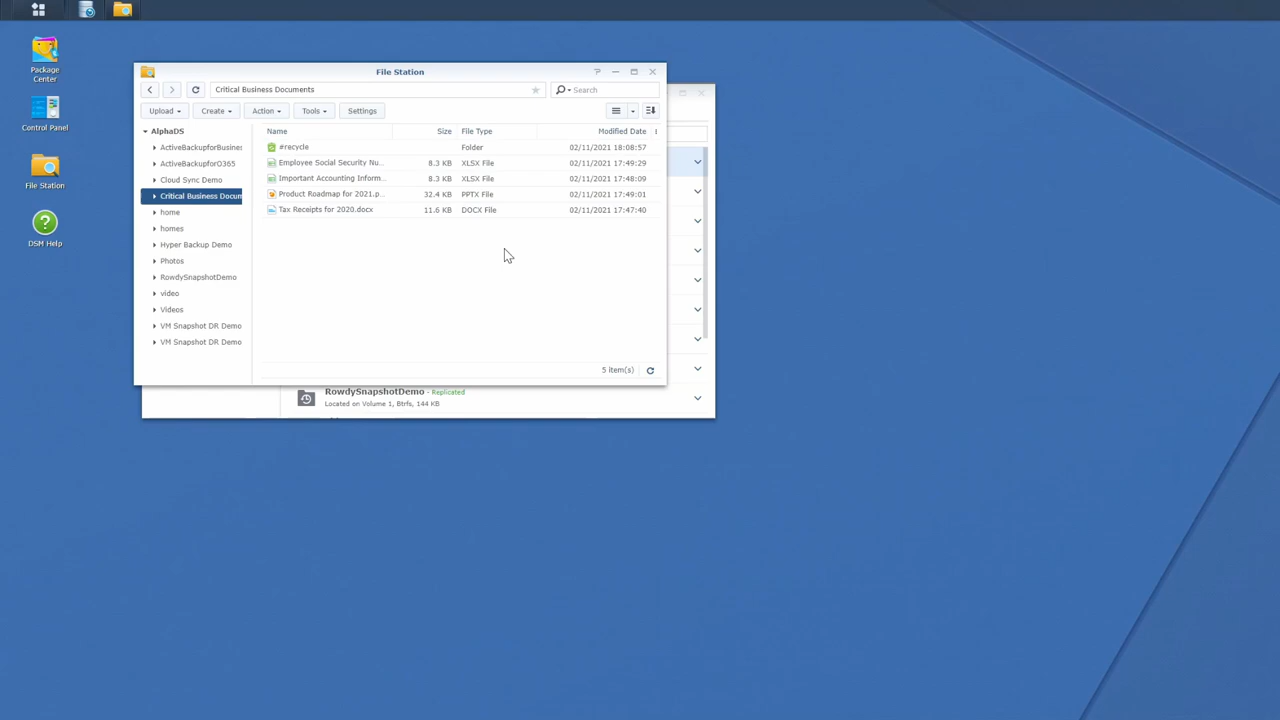 Package
Center
Control Panel
File Station
DSM Help
File Station
Critical Business Documents
Search
Upload
Create
Action
Tools
Settings
AlphaDS
ActiveBackupforBusines
ActiveBackupforO365
Cloud Sync Demo
Critical Business Docum
home
homes
Hyper Backup Demo
Photos
RowdySnapshotDemo
video
Videos
VM Snapshot DR Demo
VM Snapshot DR Demo
Name Size File Type Modified Date
#recycle Folder 02/11/2021 18:08:57
Employee Social Security Nu... 8.3 KB XLSX File 02/11/2021 17:49:29
Important Accounting Inform... 8.3 KB XLSX File 02/11/2021 17:48:09
Product Roadmap for 2021.p... 32.4 KB PPTX File 02/11/2021 17:49:01
Tax Receipts for 2020.docx 11.6 KB DOCX File 02/11/2021 17:47:40
5 item(s)
RowdySnapshotDemo - Replicated
Located on Volume 1, Btrfs, 144 KB